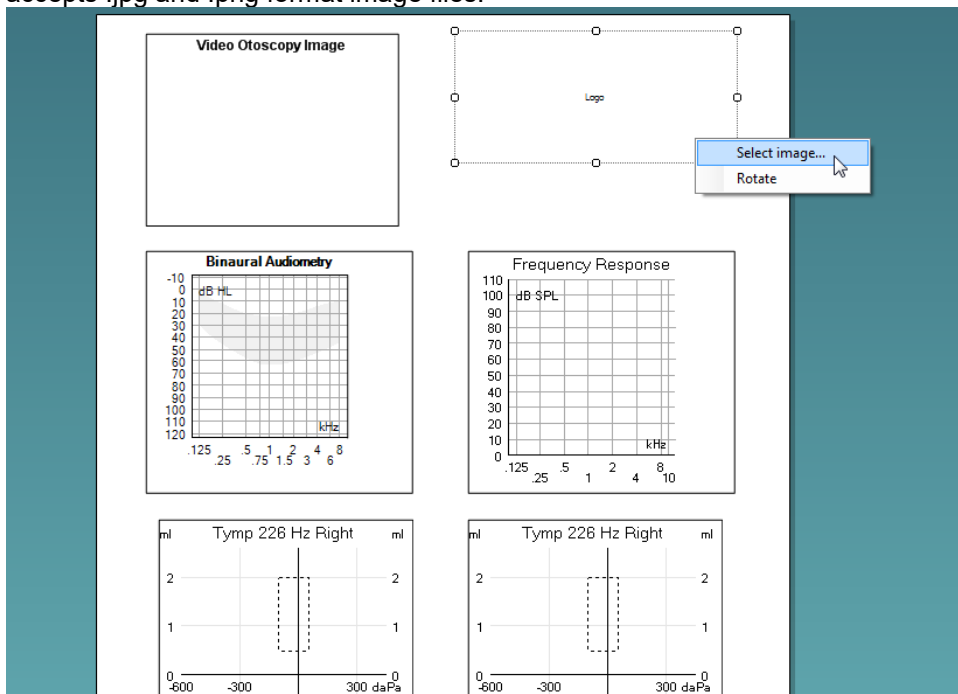 accepts .jpg and .png format image files.
Video Otoscopy Image
Logo
Select image...
Rotate
Binaural Audiometry
-10
0
10
20
30
40
50
60
70
80
90
100
110
120
dB HL
kHz
.125 .5 1 2 4 8
.25 .75 1.5 3 6
Frequency Response
110
100
90
80
70
60
50
40
30
20
10
0
dB SPL
kHz
.125 .5 2 8
.25 1 4 10
ml Tymp 226 Hz Right ml
2 2
1 1
0 0
-600 -300 300 daPa
ml Tymp 226 Hz Right ml
2 2
1 1
0 0
-600 -300 300 daPa